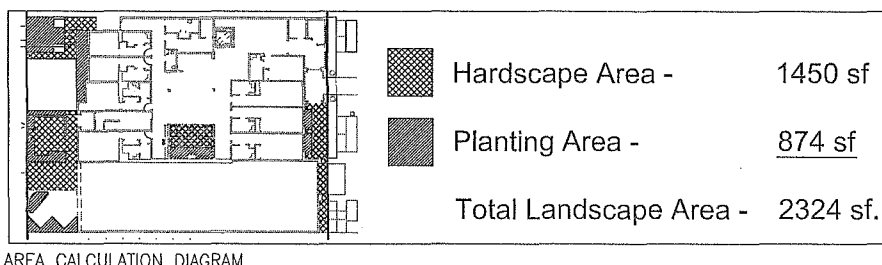 Hardscape Area - 1450 sf
Planting Area - 874 sf
Total Landscape Area - 2324 sf.
AREA CALCULATION DIAGRAM